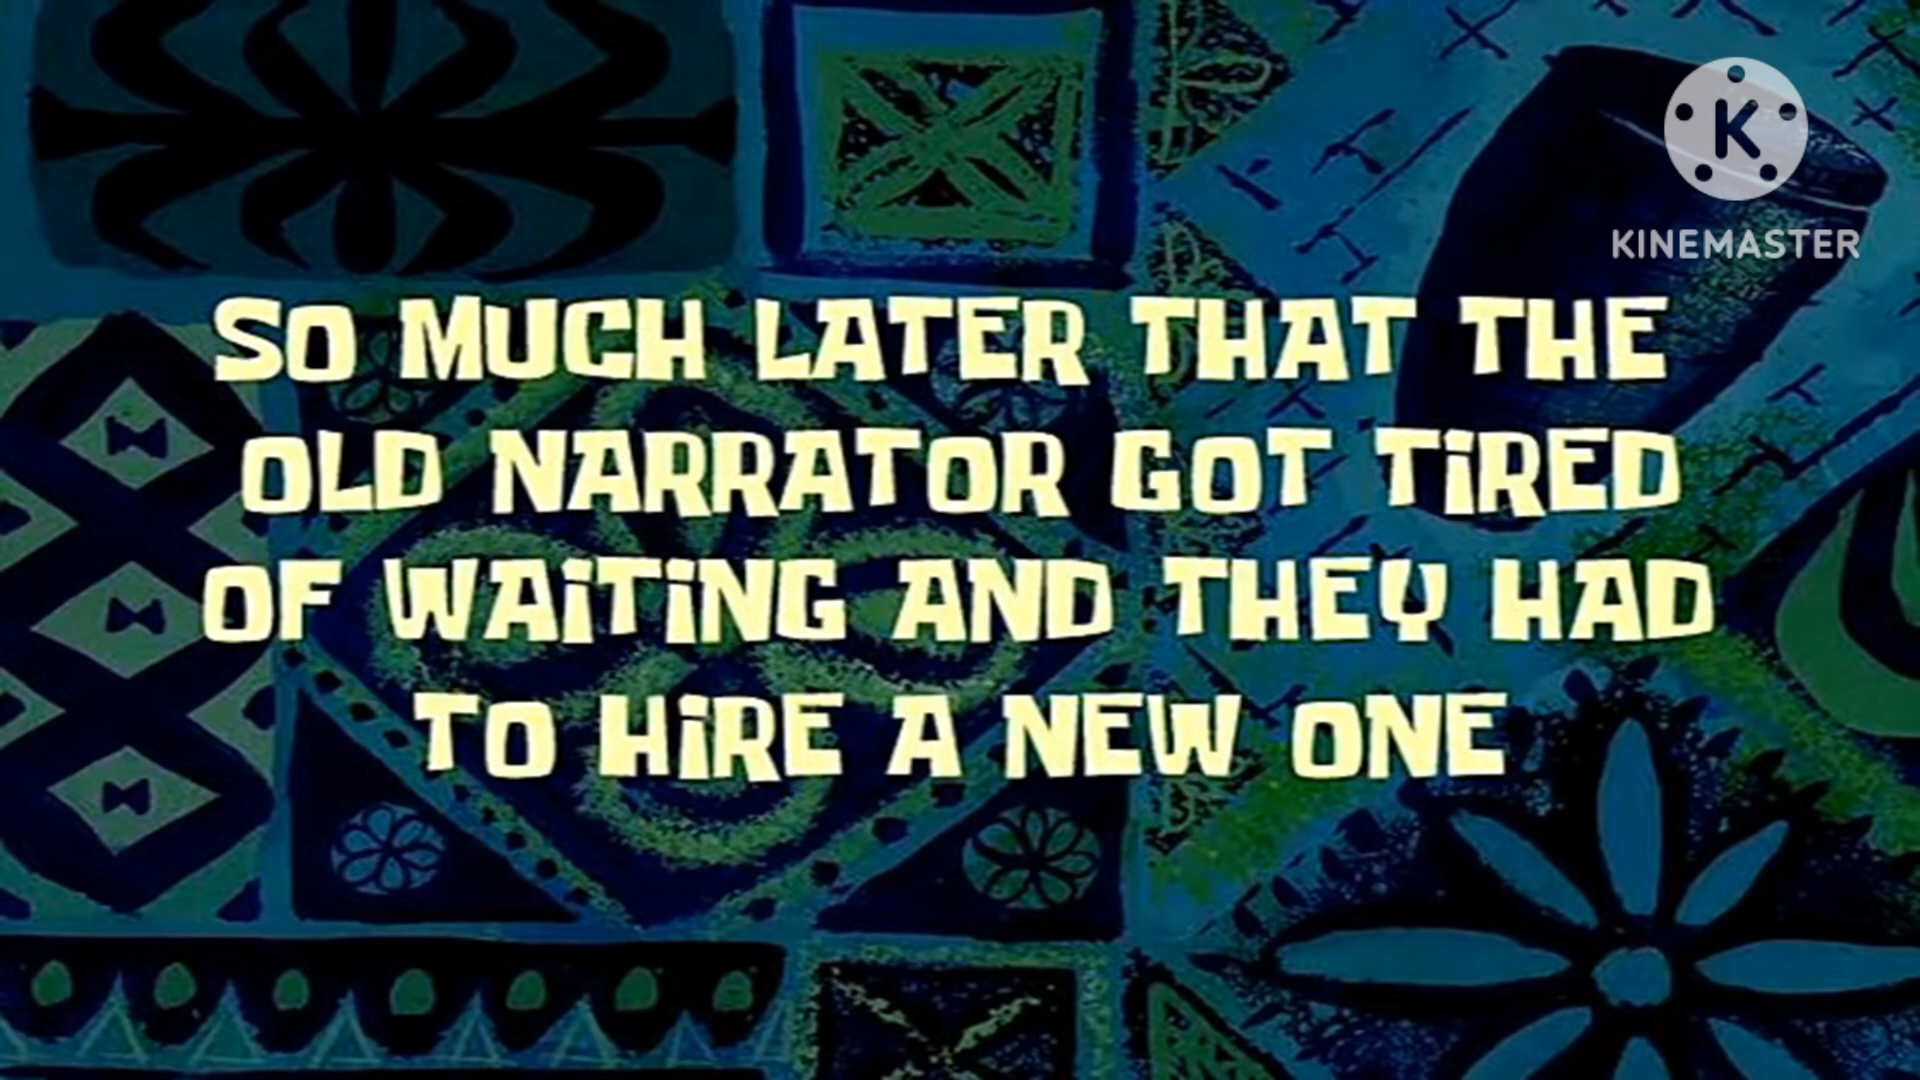 K
KINEMASTER
SO MUCH LATER THAT THE
OLD NARRATOR GOT TiRED
OF WAiTiNG AND THEY HAD
TO HiRE A NEW ONE